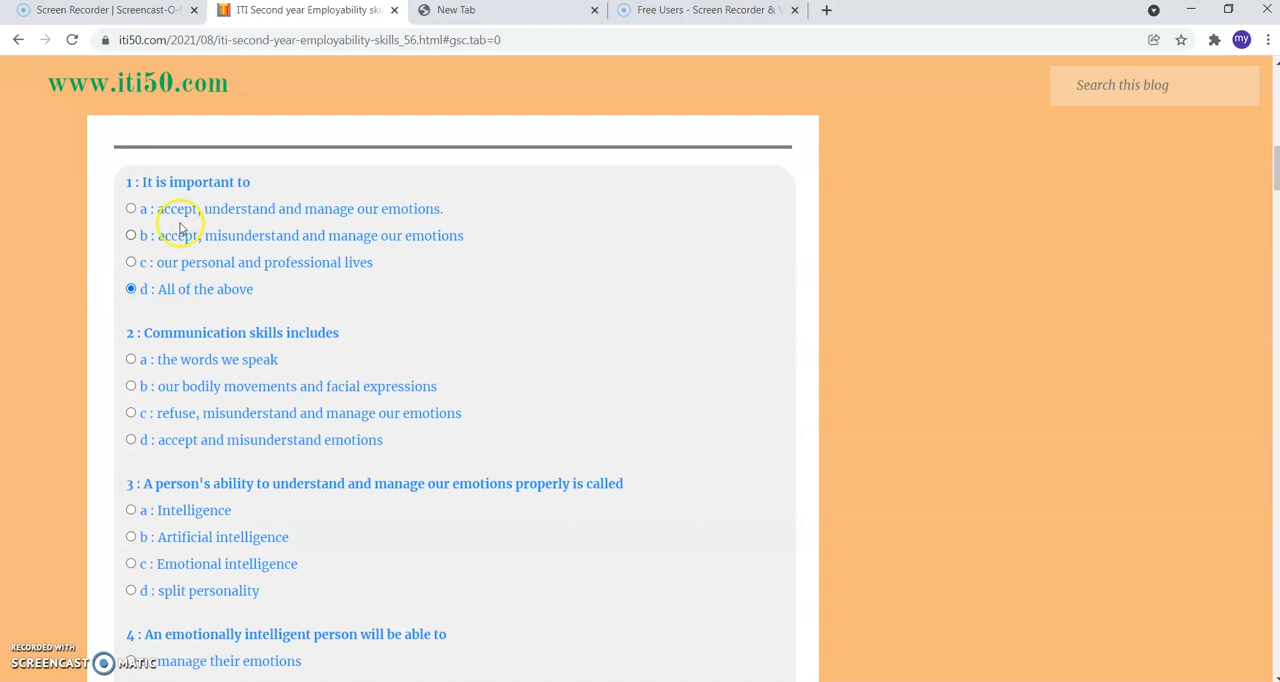 Screen Recorder | Screencast-O-
ITI Second year Employability sk
New Tab
Free Users - Screen Recorder &
iti50.com/2021/08/iti-second-year-employability-skills_56.html#gsc.tab=0
my
www.iti50.com
Search this blog
1 : It is important to
a : accept, understand and manage our emotions.
b : accept, misunderstand and manage our emotions
c : our personal and professional lives
d : All of the above
2 : Communication skills includes
a : the words we speak
b : our bodily movements and facial expressions
c : refuse, misunderstand and manage our emotions
d : accept and misunderstand emotions
3 : A person's ability to understand and manage our emotions properly is called
a : Intelligence
b : Artificial intelligence
c : Emotional intelligence
d : split personality
4 : An emotionally intelligent person will be able to
manage their emotions
RECORDED WITH
SCREENCAST MATIC